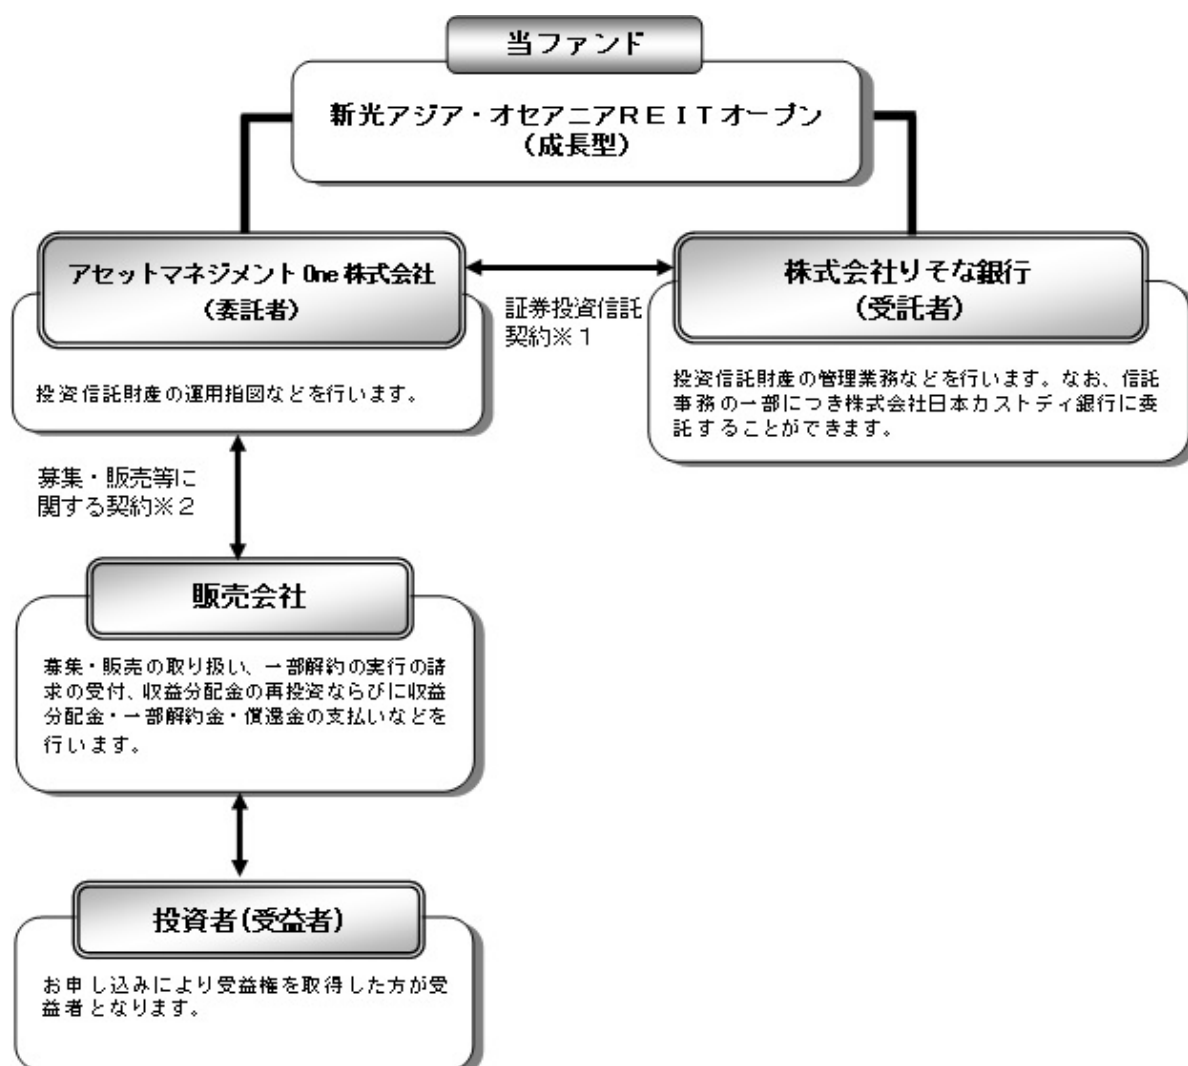 当ファンド
新光アジア・オセアニアＲＥＩＴオープン
（成長型）
アセットマネジメントOne株式会社
（委託者）
投資信託財産の運用指図などを行います。
証券投資信託
契約※１
株式会社りそな銀行
（受託者）
投資信託財産の管理業務などを行います。なお、信託
事務の一部につき株式会社日本カストディ銀行に委
託することができます。
募集・販売等に
関する契約※２
販売会社
募集・販売の取り扱い、一部解約の実行の請
求の受付、収益分配金の再投資ならびに収益
分配金・一部解約金・償還金の支払いなどを
行います。
投資者(受益者)
お申し込みにより受益権を取得した方が受
益者となります。